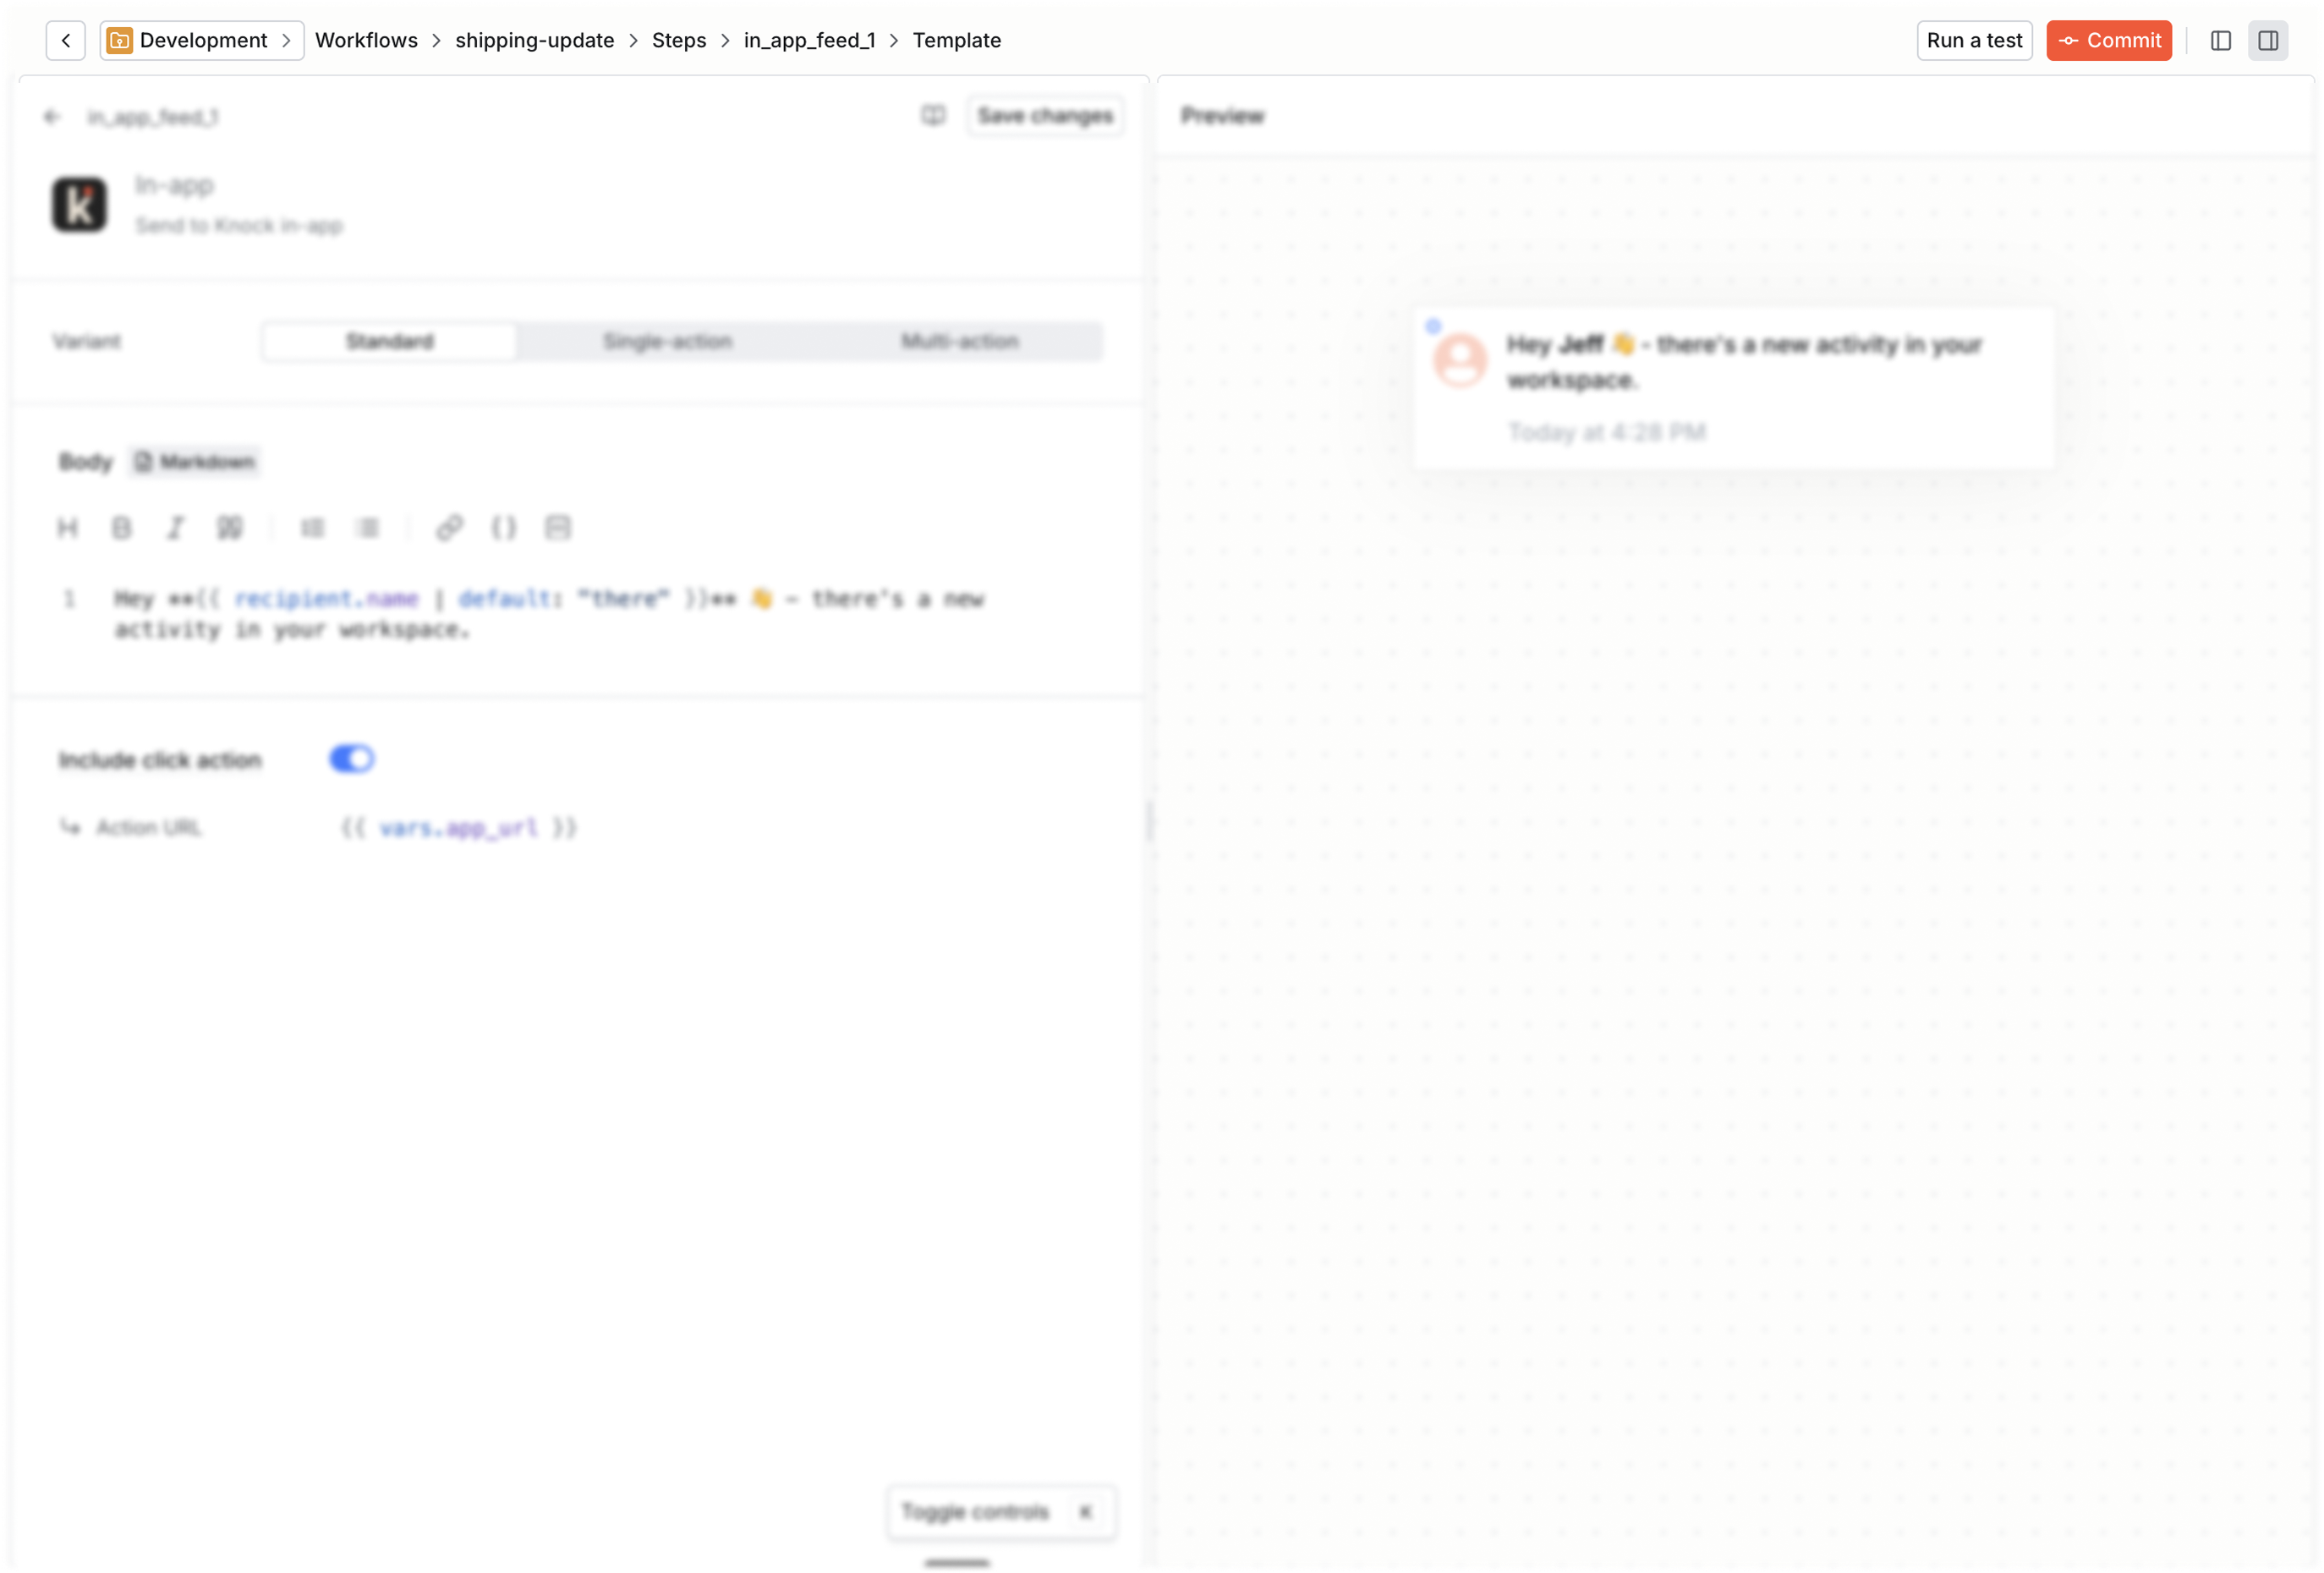 Development > Workflows > shipping-update > Steps > in_app_feed_1 > Template
Run a test
Commit
in_app_feed_1
Save changes
Preview
k
In-app
Send to Knock in-app
Variant
Standard
Single-action
Multi-action
Body
Markdown
H B I
1 Hey **{{ recipient.name | default: "there" }}** 👋 - there's a new
activity in your workspace.
Include click action
Action URL
{{ vars.app_url }}
Toggle controls K
Hey Jeff 👋 - there's a new activity in your
workspace.
Today at 4:28 PM